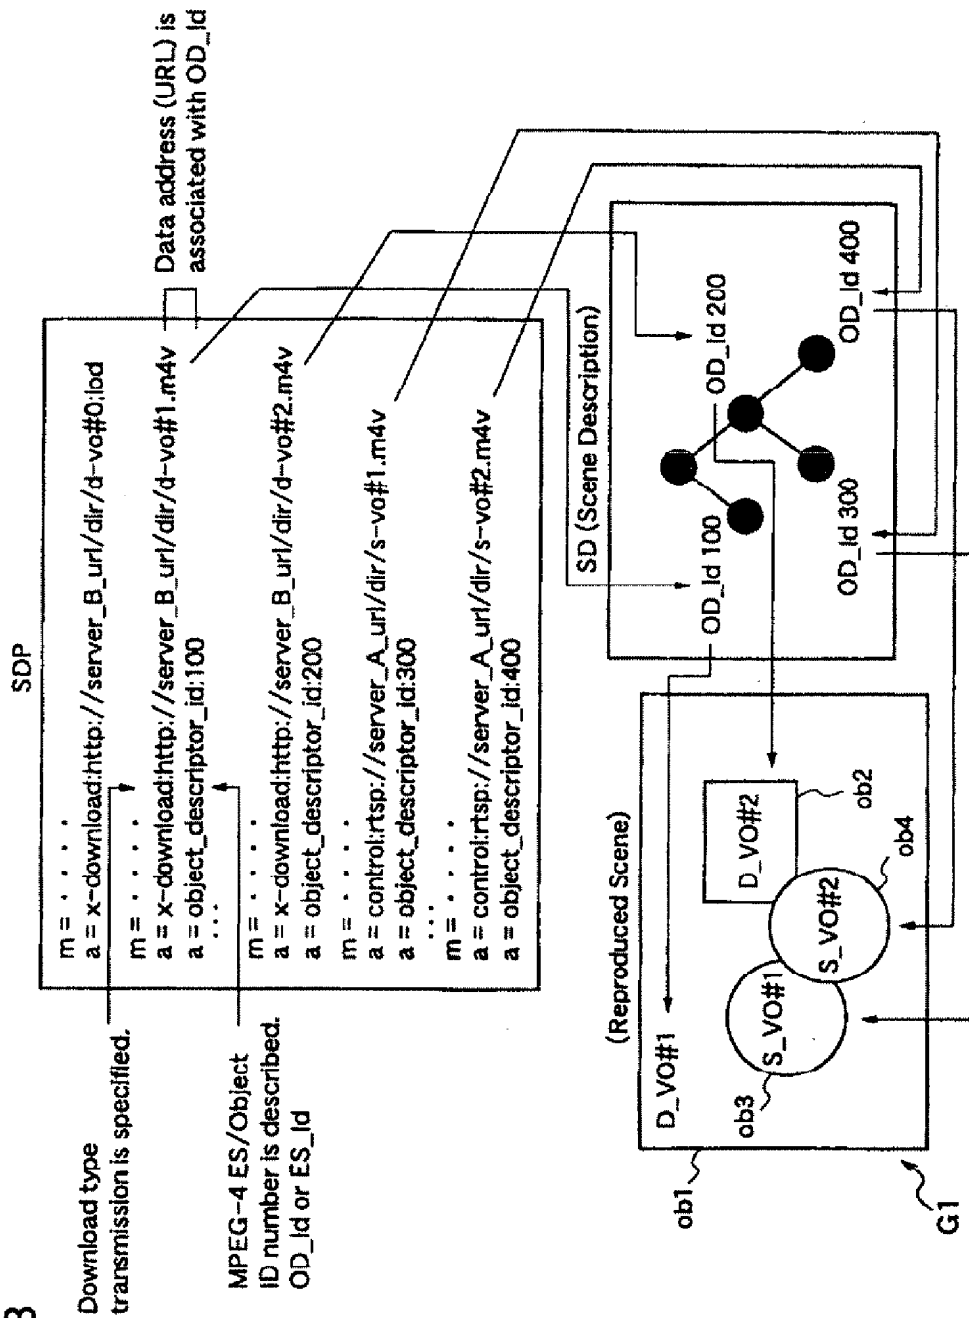 SDP
m = · · · ·
a = x-download:http://server_B_url/dir/d-vo#0;lod
m = · · · · ·
a = x-download:http://server_B_url/dir/d-vo#1.m4v
a = object_descriptor_id:100
· · ·
m = · · · · ·
a = x-download:http://server_B_url/dir/d-vo#2.m4v
a = object_descriptor_id:200
m = · · · · ·
a = control:rtsp://server_A_url/dir/s-vo#1.m4v
a = object_descriptor_id:300
· · ·
m = · · · ·
a = control:rtsp://server_A_url/dir/s-vo#2.m4v
a = object_descriptor_id:400
Download type
transmission is specified.
MPEG-4 ES/Object
ID number is described.
OD_Id or ES_Id
Data address (URL) is
associated with OD_Id
(Reproduced Scene)
D_VO#1
D_VO#2
S_VO#1
S_VO#2
ob1
ob2
ob3
ob4
G1
SD (Scene Description)
OD_Id 100
OD_Id 200
OD_Id 300
OD_Id 400